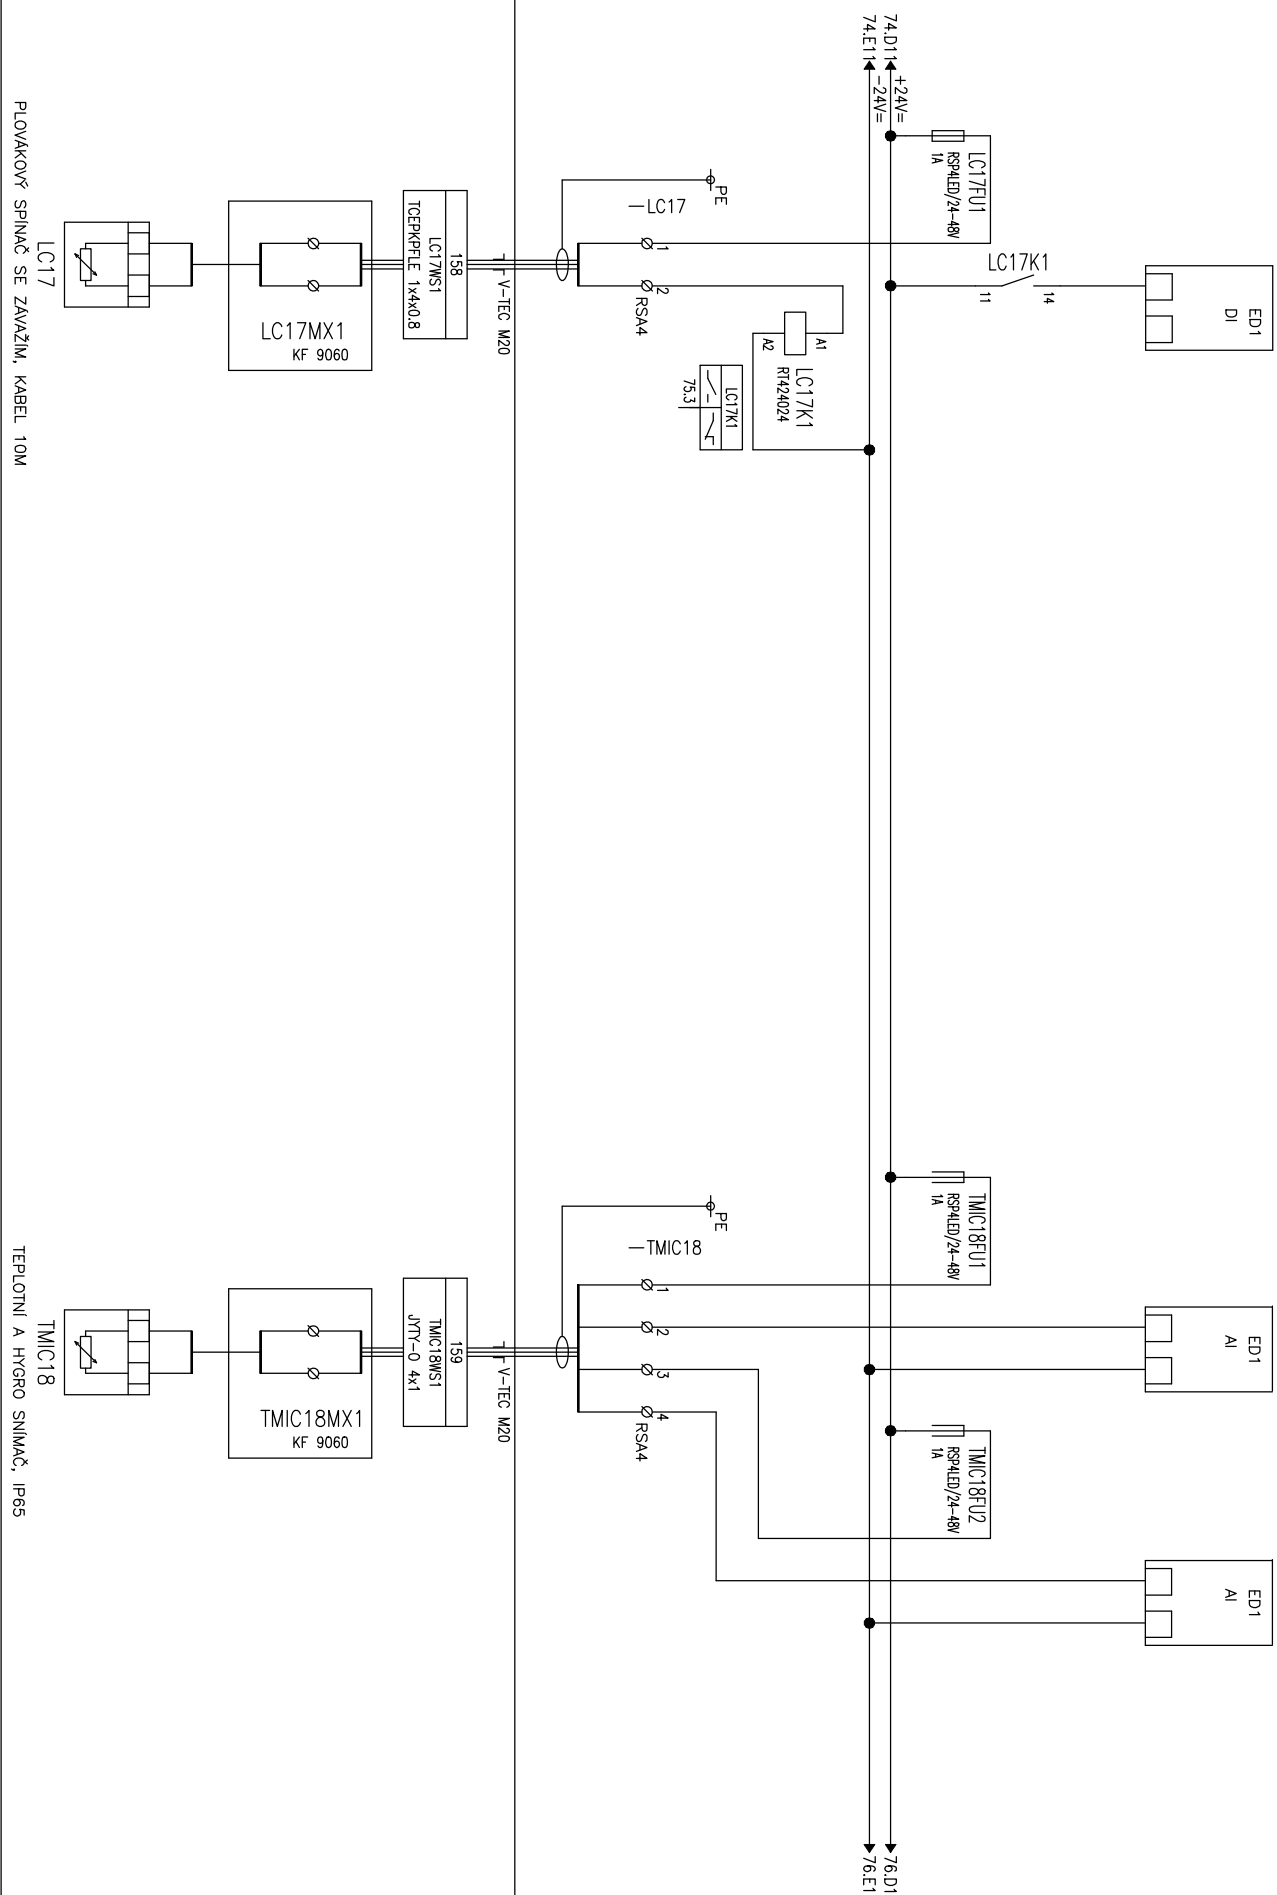 ED1
DI
ED1
AI
ED1
AI
LC17K1
11
14
LC17FU1
RSP4LED/24-48V
1A
TMIC18FU1
RSP4LED/24-48V
1A
TMIC18FU2
RSP4LED/24-48V
1A
74.D11
+24V=
76.D1
74.E11
-24V=
76.E1
A1
A2
LC17K1
RT424024
LC17K1
75.3
PE
-LC17
1
2
RSA4
PE
-TMIC18
1
2
3
4
RSA4
V-TEC M20
V-TEC M20
158
LC17WS1
TCEPKPFLE 1x4x0.8
159
TMIC18WS1
JYTY-O 4x1
LC17MX1
KF 9060
TMIC18MX1
KF 9060
LC17
TMIC18
PLOVÁKOVÝ SPÍNAČ SE ZÁVAŽÍM, KABEL 10M
TEPLOTNÍ A HYGRO SNÍMAČ, IP65